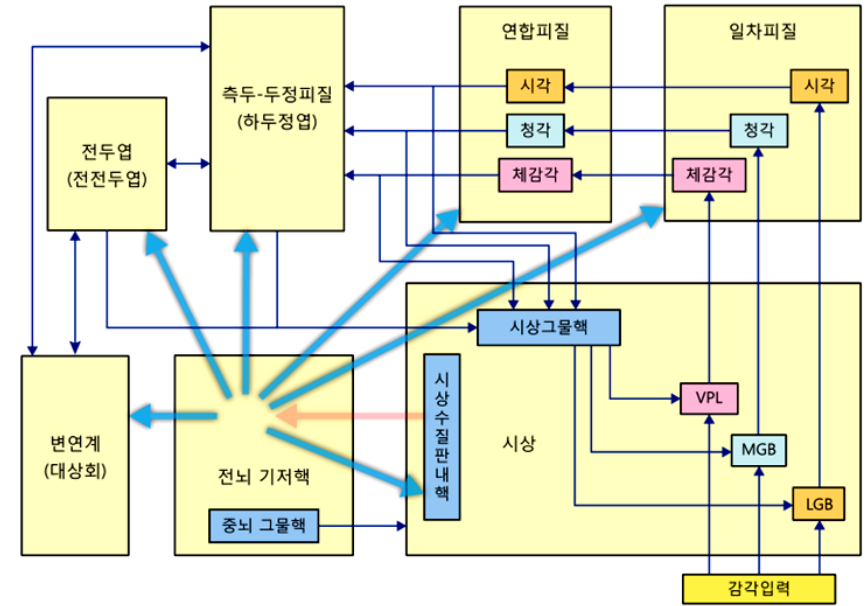 연합피질
일차피질
측두-두정피질
(하두정엽)
시각
시각
청각
청각
체감각
체감각
전두엽
(전전두엽)
시상그물핵
시
상
수
질
판
내
핵
시상
VPL
MGB
LGB
변연계
(대상회)
전뇌 기저핵
중뇌 그물핵
감각입력